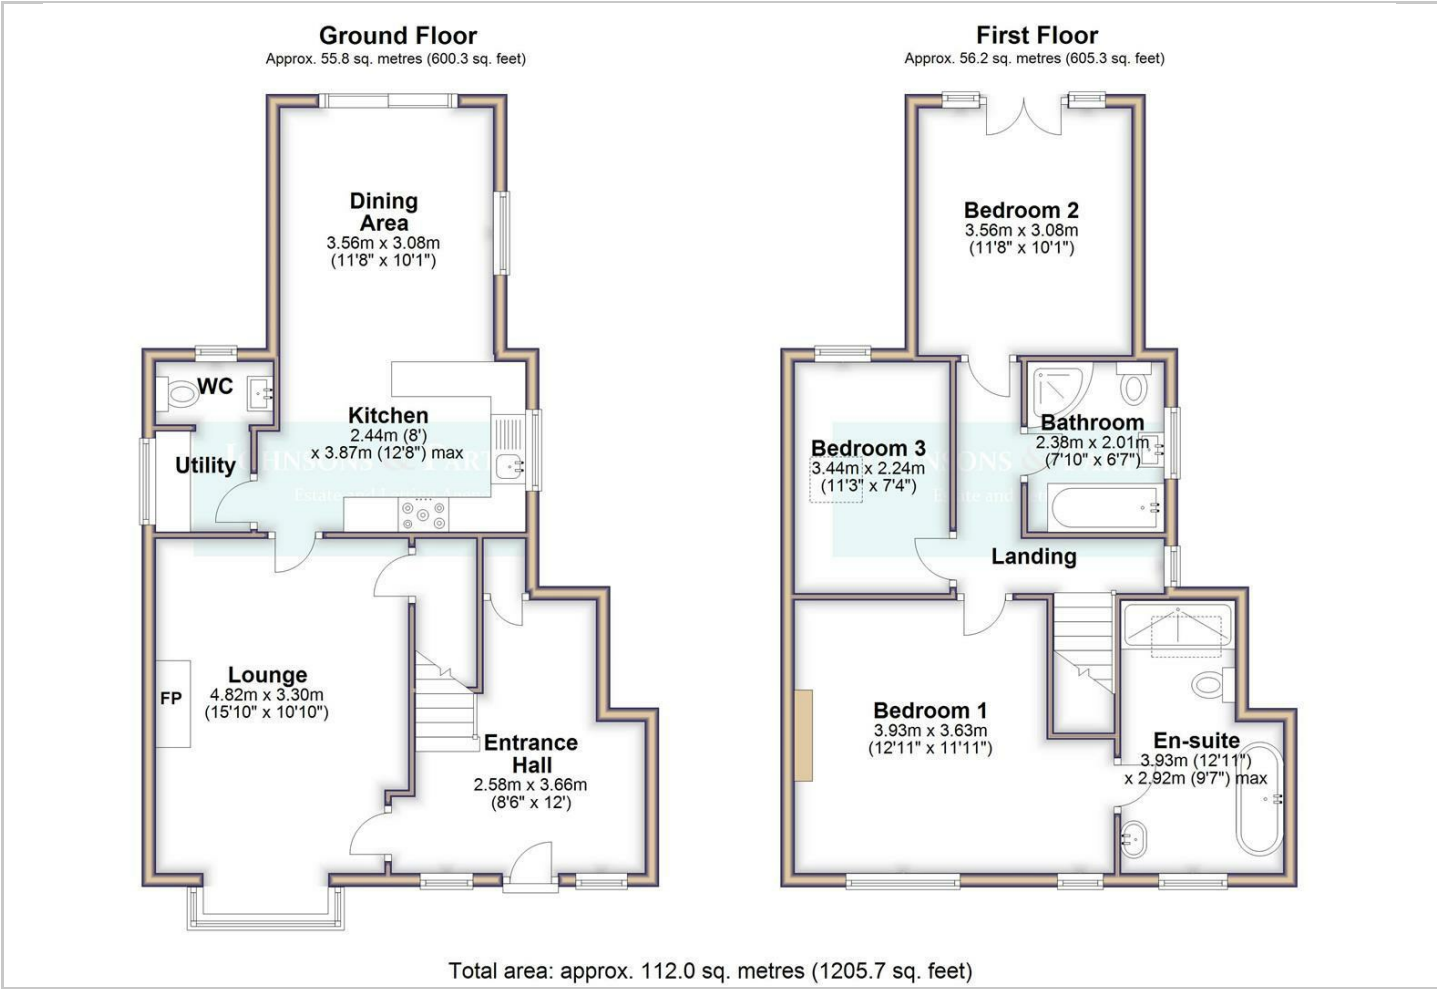 Ground Floor
Approx. 55.8 sq. metres (600.3 sq. feet)
Dining
Area
3.56m x 3.08m
(11'8" x 10'1")
WC
Kitchen
2.44m (8')
x 3.87m (12'8") max
Utility
Lounge
4.82m x 3.30m
(15'10" x 10'10")
FP
Entrance
Hall
2.58m x 3.66m
(8'6" x 12')
First Floor
Approx. 56.2 sq. metres (605.3 sq. feet)
Bedroom 2
3.56m x 3.08m
(11'8" x 10'1")
Bathroom
2.38m x 2.01m
(7'10" x 6'7")
Bedroom 3
3.44m x 2.24m
(11'3" x 7'4")
Landing
Bedroom 1
3.93m x 3.63m
(12'11" x 11'11")
En-suite
3.93m (12'11")
x 2.92m (9'7") max
Total area: approx. 112.0 sq. metres (1205.7 sq. feet)